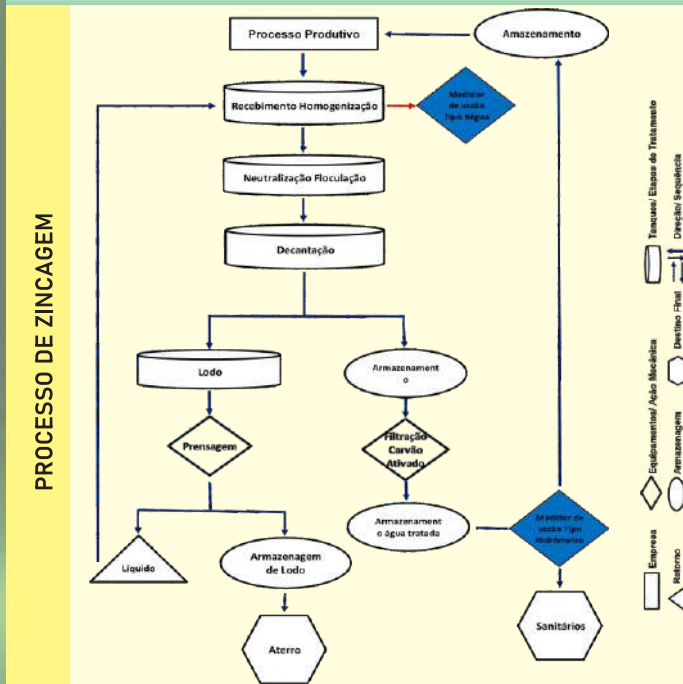 PROCESSO DE ZINCAGEM
Processo Produtivo
Amazenamento
Recebimento Homogenização
Medidor
de vazão
Tipo Régua
Neutralização Floculação
Decantação
Lodo
Armazenament
o
Prensagem
Filtração
Carvão
Ativado
Armazenament
o água tratada
Medidor de
vazão Tipo
Hidrômetro
Líquido
Armazenagem
de Lodo
Aterro
Sanitários
Empresa
Retorno
Equipamentos/ Ação Mecânica
Armazenagem
Destino Final
Tanques/ Etapas do Tratamento
Direção/ Sequência